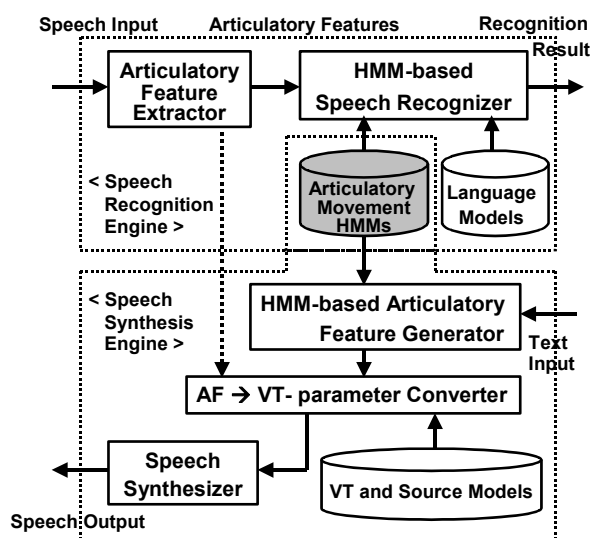 Speech Input
Articulatory Features
Recognition
Result
Articulatory
Feature
Extractor
HMM-based
Speech Recognizer
< Speech
Recognition
Engine >
Articulatory
Movement
HMMs
Language
Models
< Speech
Synthesis
Engine >
HMM-based Articulatory
Feature Generator
Text
Input
AF → VT- parameter Converter
Speech
Synthesizer
VT and Source Models
Speech Output